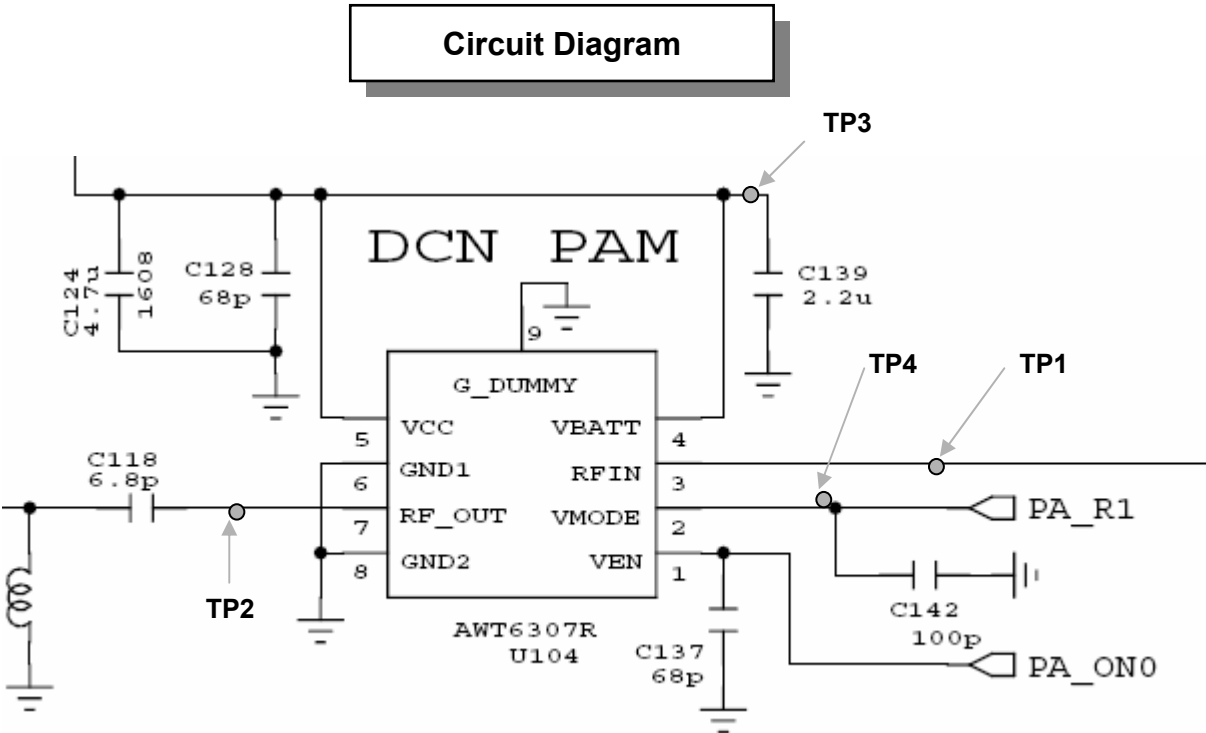 Circuit Diagram
TP3
DCN PAM
C124
4.7u
1608
C128
68p
C139
2.2u
9
G_DUMMY
TP4
TP1
5
VCC
VBATT
4
C118
6.8p
6
GND1
RFIN
3
7
RF_OUT
VMODE
2
PA_R1
8
GND2
VEN
1
TP2
C142
100p
AWT6307R
U104
C137
68p
PA_ON0